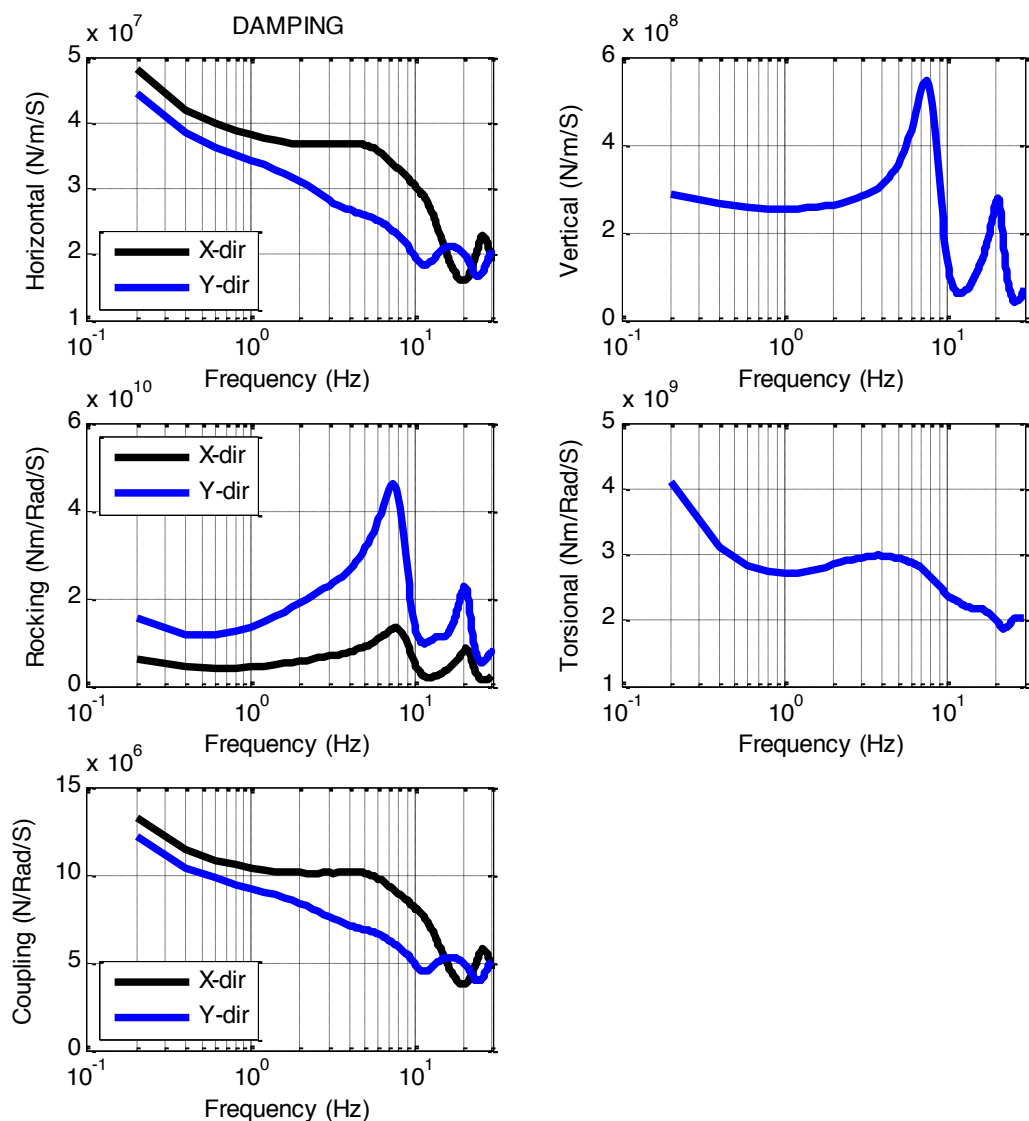 DAMPING
x 10^7
5
4
3
2
1
10^-1
10^0
10^1
Horizontal (N/m/S)
Frequency (Hz)
X-dir
Y-dir
x 10^8
6
4
2
0
10^-1
10^0
10^1
Vertical (N/m/S)
Frequency (Hz)
x 10^10
6
4
2
0
10^-1
10^0
10^1
Rocking (Nm/Rad/S)
Frequency (Hz)
X-dir
Y-dir
x 10^9
5
4
3
2
1
10^-1
10^0
10^1
Torsional (Nm/Rad/S)
Frequency (Hz)
x 10^6
15
10
5
0
10^-1
10^0
10^1
Coupling (N/Rad/S)
Frequency (Hz)
X-dir
Y-dir